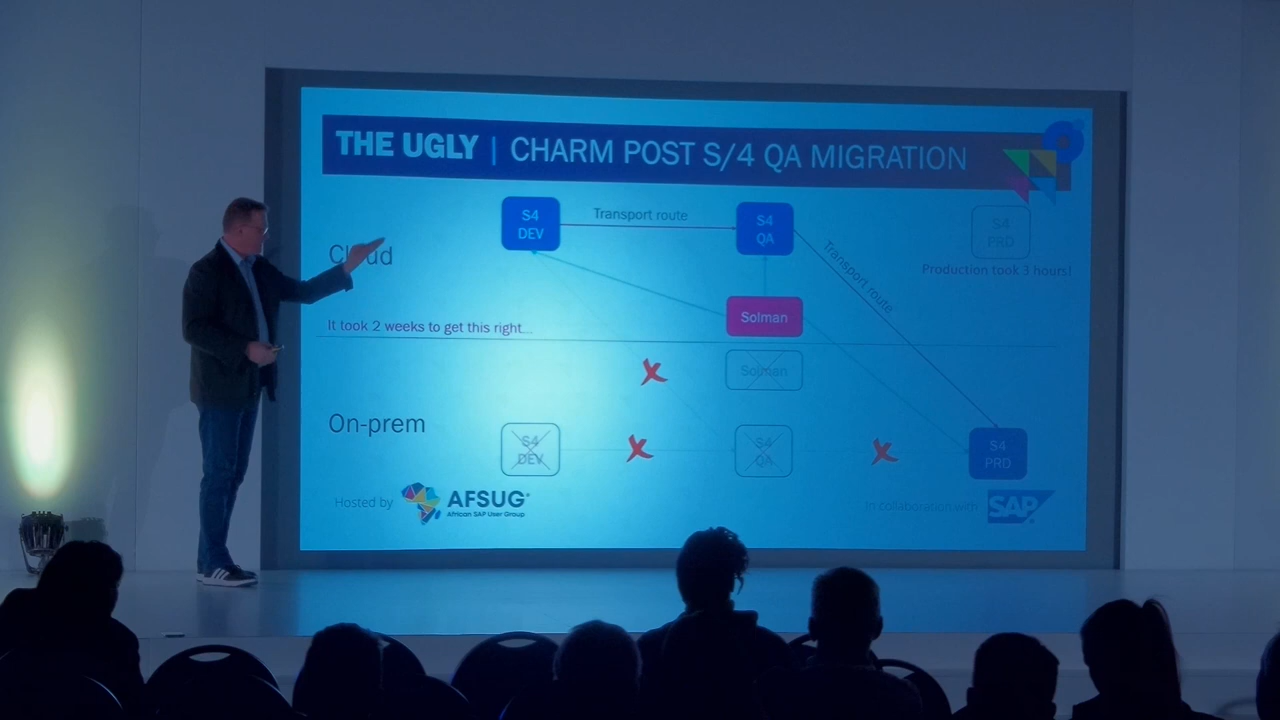 THE UGLY | CHARM POST S/4 QA MIGRATION
S4
DEV
Transport route
S4
QA
S4
PRD
Cloud
Transport route
Production took 3 hours!
Solman
It took 2 weeks to get this right...
Solman
On-prem
S4
DEV
S4
QA
S4
PRD
Hosted by
AFSUG
African SAP User Group
In collaboration with
SAP